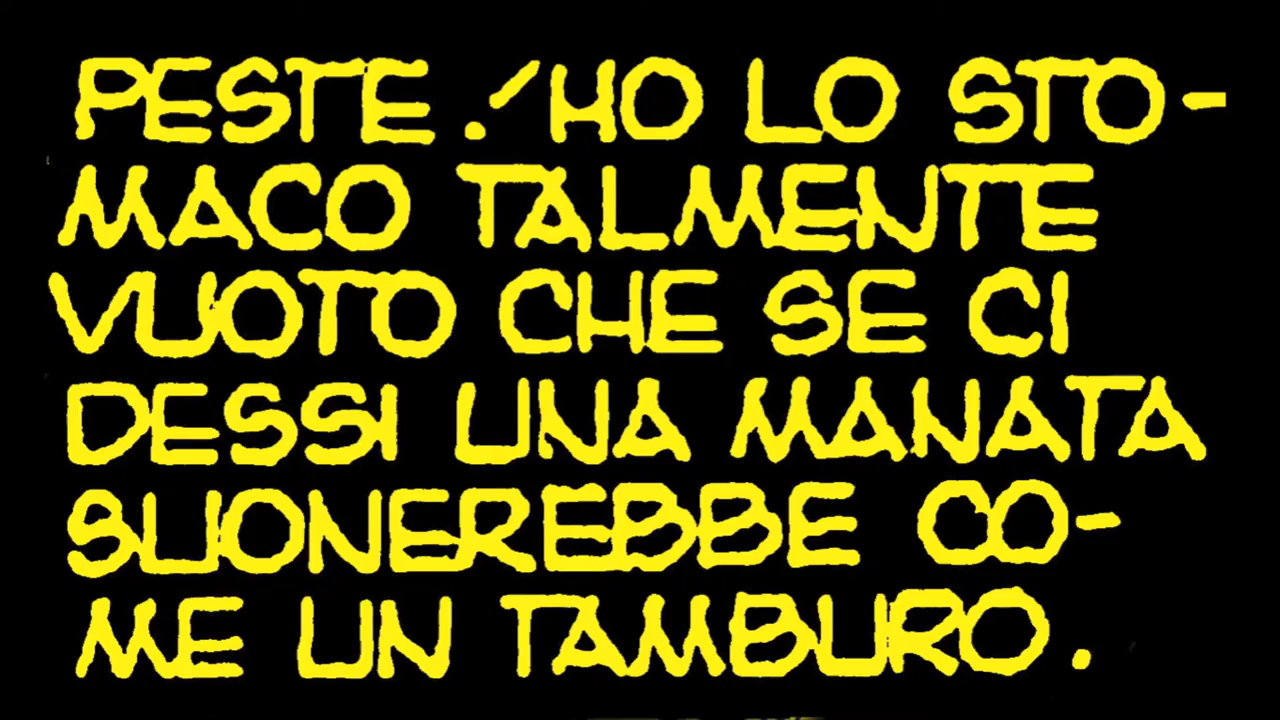 PESTE! HO LO STO-
MACO TALMENTE
VUOTO CHE SE CI
DESSI UNA MANATA
SUONEREBBE CO-
ME UN TAMBURO.